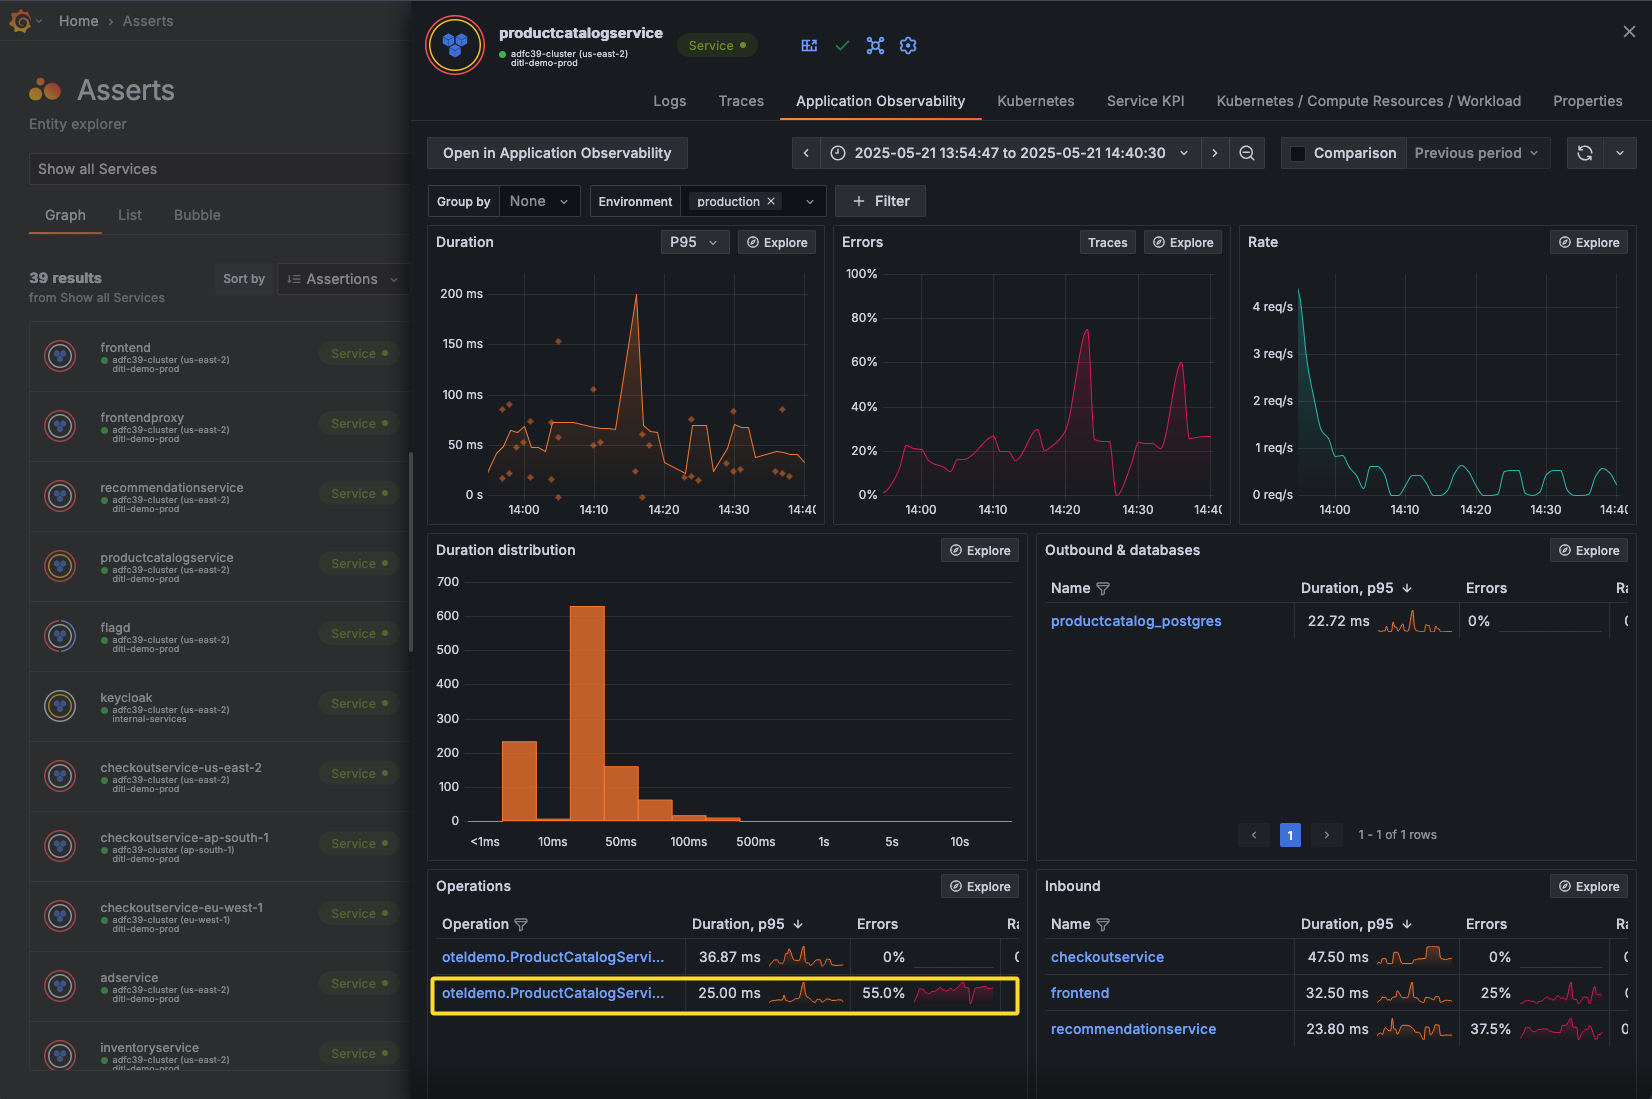 Home › Asserts
Asserts
Entity explorer
Show all Services
Graph List Bubble
39 results
from Show all Services
Sort by Assertions
frontend
adfc39-cluster (us-east-2)
ditl-demo-prod
Service
frontendproxy
adfc39-cluster (us-east-2)
ditl-demo-prod
Service
recommendationservice
adfc39-cluster (us-east-2)
ditl-demo-prod
Service
productcatalogservice
adfc39-cluster (us-east-2)
ditl-demo-prod
Service
flagd
adfc39-cluster (us-east-2)
ditl-demo-prod
Service
keycloak
adfc39-cluster (us-east-2)
internal-services
Service
checkoutservice-us-east-2
adfc39-cluster (us-east-2)
ditl-demo-prod
Service
checkoutservice-ap-south-1
adfc39-cluster (ap-south-1)
ditl-demo-prod
Service
checkoutservice-eu-west-1
adfc39-cluster (eu-west-1)
ditl-demo-prod
Service
adservice
adfc39-cluster (us-east-2)
ditl-demo-prod
Service
inventoryservice
adfc39-cluster (us-east-2)
ditl-demo-prod
Service
productcatalogservice
adfc39-cluster (us-east-2)
ditl-demo-prod
Service
Logs Traces Application Observability Kubernetes Service KPI Kubernetes / Compute Resources / Workload Properties
Open in Application Observability
2025-05-21 13:54:47 to 2025-05-21 14:40:30
Comparison Previous period
Group by None Environment production × + Filter
Duration P95 Explore
200 ms
150 ms
100 ms
50 ms
0 s
14:00 14:10 14:20 14:30 14:4
Errors Traces Explore
100%
80%
60%
40%
20%
0%
14:00 14:10 14:20 14:30 14:4
Rate Explore
4 req/s
3 req/s
2 req/s
1 req/s
0 req/s
14:00 14:10 14:20 14:30 14:4
Duration distribution Explore
700
600
500
400
300
200
100
0
<1ms 10ms 50ms 100ms 500ms 1s 5s 10s
Outbound & databases Explore
Name Duration, p95 ↓ Errors
productcatalog_postgres 22.72 ms 0%
‹ 1 › 1 - 1 of 1 rows
Operations Explore
Operation Duration, p95 ↓ Errors
oteldemo.ProductCatalogServi... 36.87 ms 0%
oteldemo.ProductCatalogServi... 25.00 ms 55.0%
Inbound Explore
Name Duration, p95 ↓ Errors
checkoutservice 47.50 ms 0%
frontend 32.50 ms 25%
recommendationservice 23.80 ms 37.5%